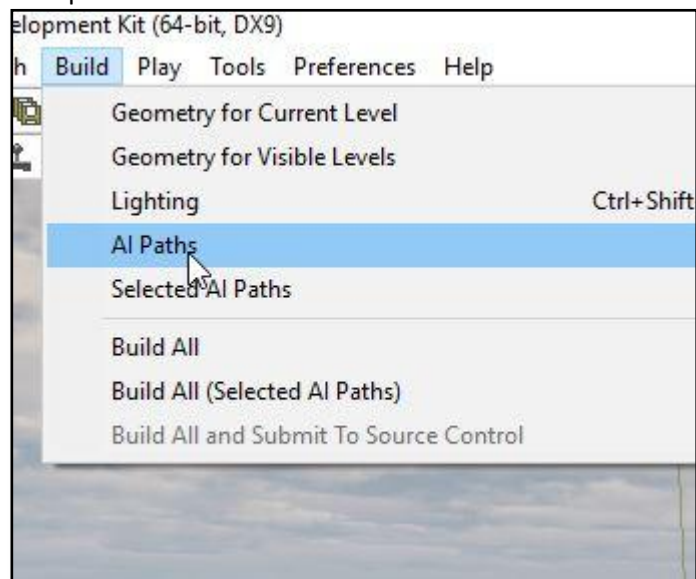 elopment Kit (64-bit, DX9)
h Build Play Tools Preferences Help
Geometry for Current Level
Geometry for Visible Levels
Lighting Ctrl+Shift
AI Paths
Selected AI Paths
Build All
Build All (Selected AI Paths)
Build All and Submit To Source Control